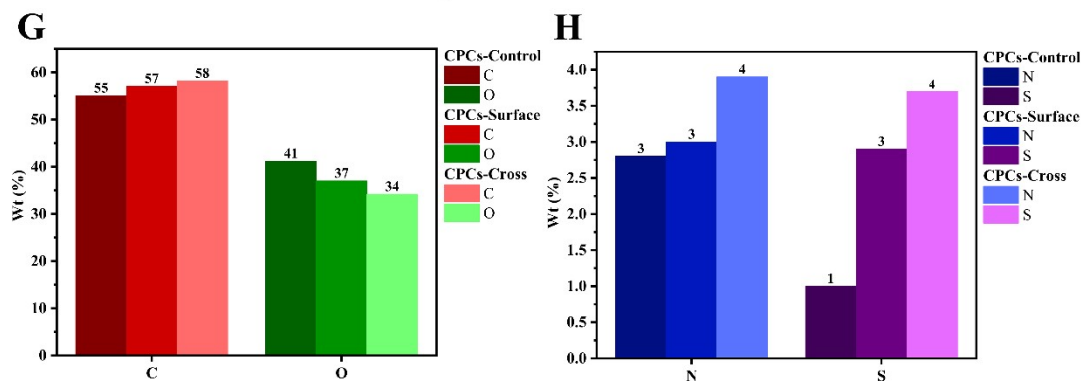 G
60
50
40
30
20
10
0
Wt (%)
55
57
58
41
37
34
C
O
CPCs-Control
C
O
CPCs-Surface
C
O
CPCs-Cross
C
O
H
4.0
3.5
3.0
2.5
2.0
1.5
1.0
0.5
0.0
Wt (%)
3
3
4
1
3
4
N
S
CPCs-Control
N
S
CPCs-Surface
N
S
CPCs-Cross
N
S